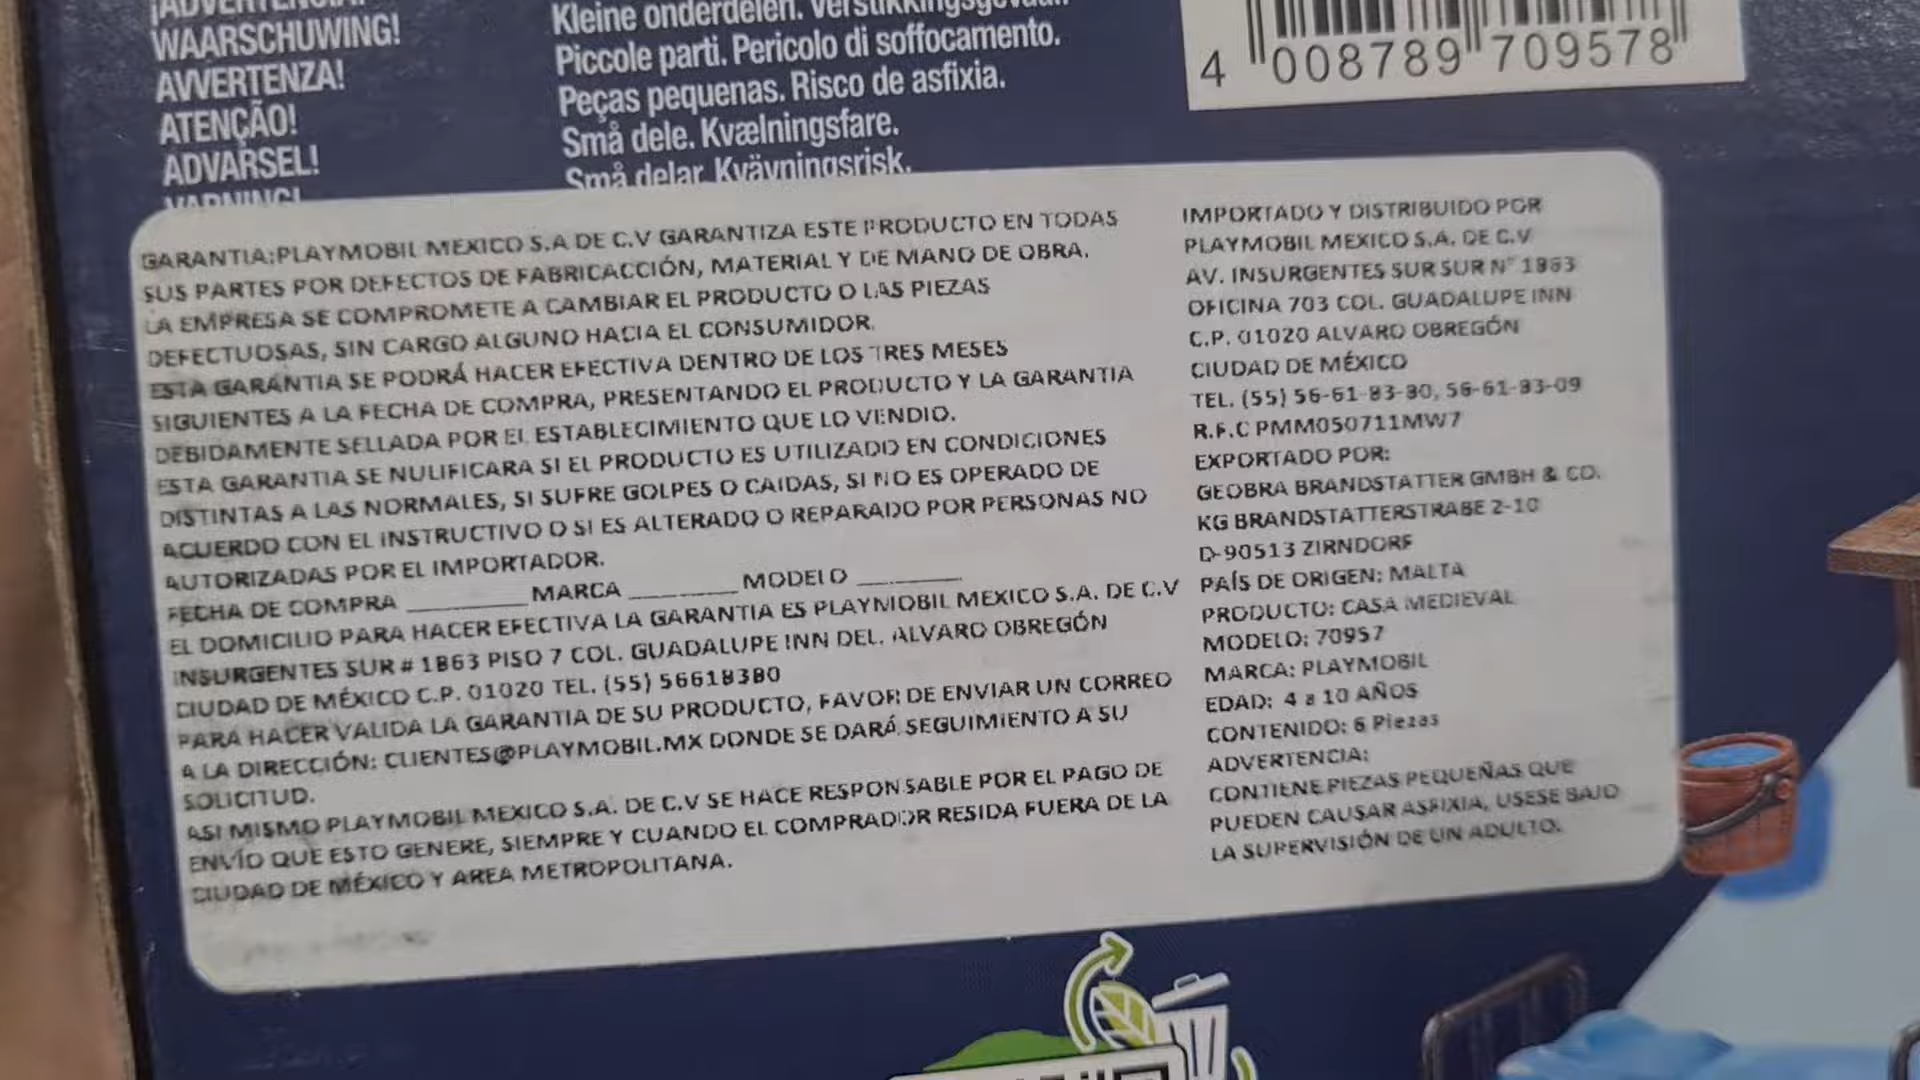 ¡ADVERTENCIA!
WAARSCHUWING!
AVVERTENZA!
ATENÇÃO!
ADVARSEL!
VARNING!
Kleine onderdelen. Verstikkingsgevaar.
Piccole parti. Pericolo di soffocamento.
Peças pequenas. Risco de asfixia.
Små dele. Kvælningsfare.
Små delar. Kvävningsrisk.
4 008789 709578
GARANTIA:PLAYMOBIL MEXICO S.A DE C.V GARANTIZA ESTE PRODUCTO EN TODAS
SUS PARTES POR DEFECTOS DE FABRICACCIÓN, MATERIAL Y DE MANO DE OBRA.
LA EMPRESA SE COMPROMETE A CAMBIAR EL PRODUCTO O LAS PIEZAS
DEFECTUOSAS, SIN CARGO ALGUNO HACIA EL CONSUMIDOR.
ESTA GARANTIA SE PODRÁ HACER EFECTIVA DENTRO DE LOS TRES MESES
SIGUIENTES A LA FECHA DE COMPRA, PRESENTANDO EL PRODUCTO Y LA GARANTIA
DEBIDAMENTE SELLADA POR EL ESTABLECIMIENTO QUE LO VENDIO.
ESTA GARANTIA SE NULIFICARA SI EL PRODUCTO ES UTILIZADO EN CONDICIONES
DISTINTAS A LAS NORMALES, SI SUFRE GOLPES O CAIDAS, SI NO ES OPERADO DE
ACUERDO CON EL INSTRUCTIVO O SI ES ALTERADO O REPARADO POR PERSONAS NO
AUTORIZADAS POR EL IMPORTADOR.
FECHA DE COMPRA ________ MARCA ________ MODELO ________
EL DOMICILIO PARA HACER EFECTIVA LA GARANTIA ES PLAYMOBIL MEXICO S.A. DE C.V
INSURGENTES SUR # 1863 PISO 7 COL. GUADALUPE INN DEL. ALVARO OBREGÓN
CIUDAD DE MÉXICO C.P. 01020 TEL. (55) 56618380
PARA HACER VALIDA LA GARANTIA DE SU PRODUCTO, FAVOR DE ENVIAR UN CORREO
A LA DIRECCIÓN: CLIENTES@PLAYMOBIL.MX DONDE SE DARÁ SEGUIMIENTO A SU
SOLICITUD.
ASI MISMO PLAYMOBIL MEXICO S.A. DE C.V SE HACE RESPONSABLE POR EL PAGO DE
ENVÍO QUE ESTO GENERE, SIEMPRE Y CUANDO EL COMPRADOR RESIDA FUERA DE LA
CIUDAD DE MÉXICO Y AREA METROPOLITANA.
IMPORTADO Y DISTRIBUIDO POR
PLAYMOBIL MEXICO S.A. DE C.V
AV. INSURGENTES SUR SUR N° 1863
OFICINA 703 COL. GUADALUPE INN
C.P. 01020 ALVARO OBREGÓN
CIUDAD DE MÉXICO
TEL. (55) 56-61-83-80, 56-61-83-09
R.F.C PMM050711MW7
EXPORTADO POR:
GEOBRA BRANDSTATTER GMBH & CO.
KG BRANDSTATTERSTRABE 2-10
D-90513 ZIRNDORF
PAÍS DE ORIGEN: MALTA
PRODUCTO: CASA MEDIEVAL
MODELO: 70957
MARCA: PLAYMOBIL
EDAD: 4 a 10 AÑOS
CONTENIDO: 6 Piezas
ADVERTENCIA:
CONTIENE PIEZAS PEQUEÑAS QUE
PUEDEN CAUSAR ASFIXIA, USESE BAJO
LA SUPERVISIÓN DE UN ADULTO.